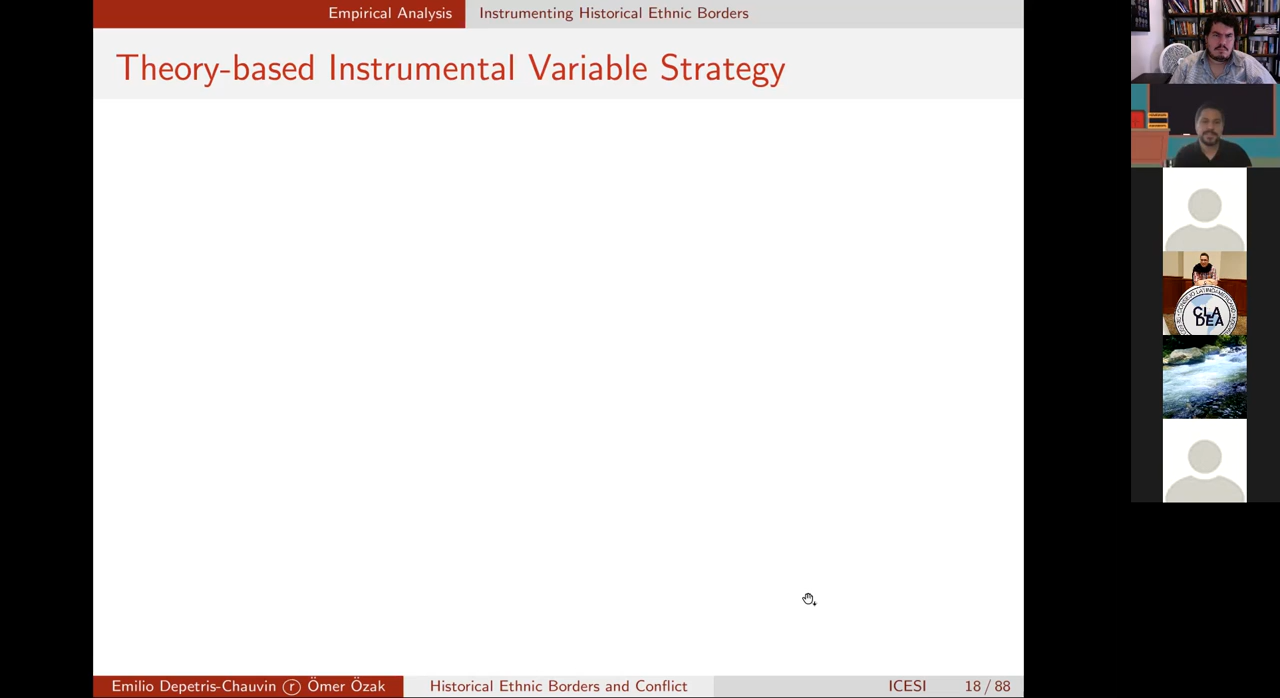 Empirical Analysis Instrumenting Historical Ethnic Borders
Theory-based Instrumental Variable Strategy
CLA
DEA
Emilio Depetris-Chauvin ⓡ Ömer Özak Historical Ethnic Borders and Conflict ICESI 18 / 88